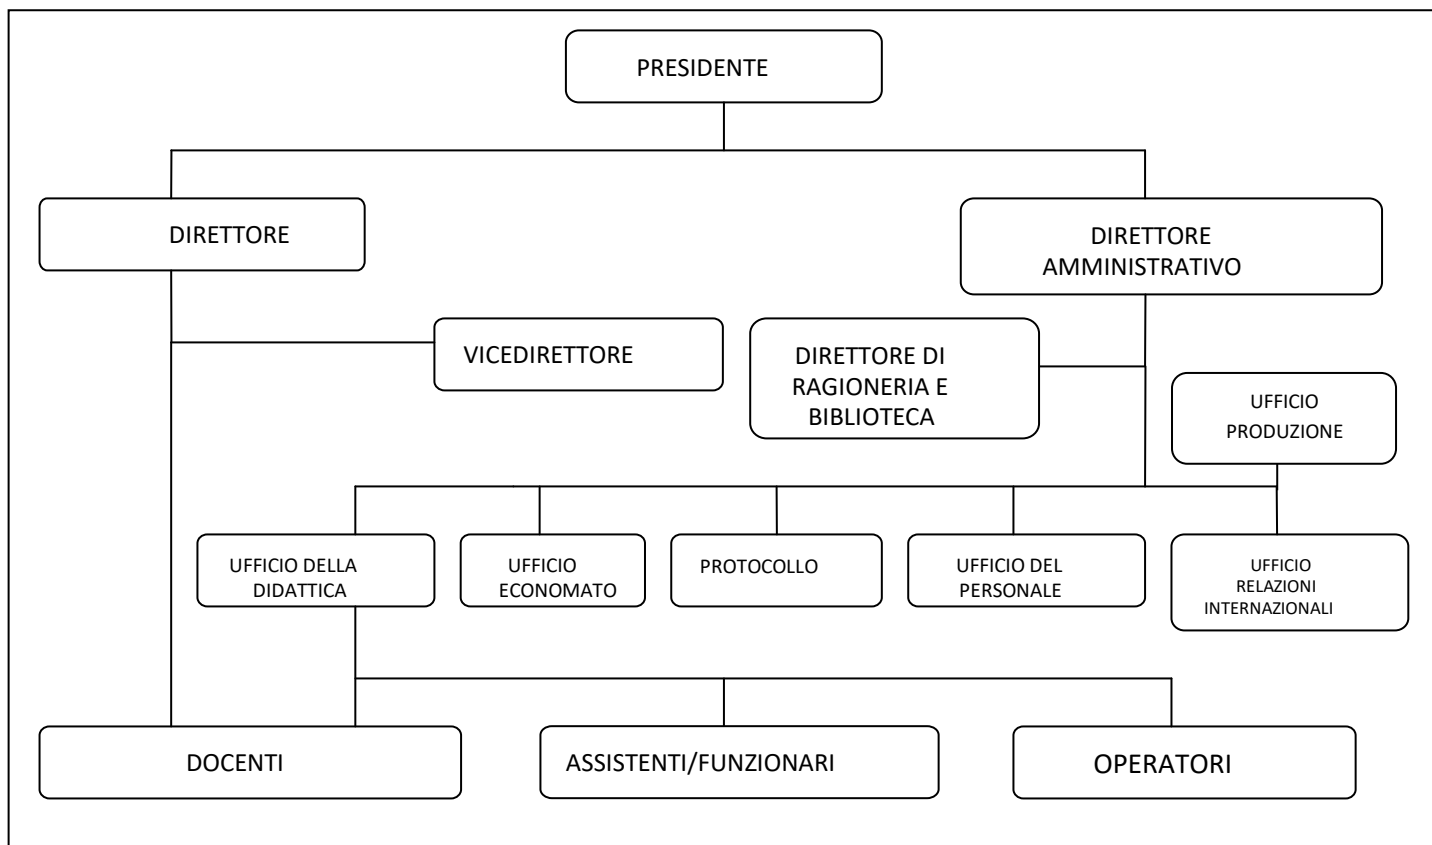 PRESIDENTE
DIRETTORE
DIRETTORE
AMMINISTRATIVO
VICEDIRETTORE
DIRETTORE DI
RAGIONERIA E
BIBLIOTECA
UFFICIO
PRODUZIONE
UFFICIO DELLA
DIDATTICA
UFFICIO
ECONOMATO
PROTOCOLLO
UFFICIO DEL
PERSONALE
UFFICIO
RELAZIONI
INTERNAZIONALI
DOCENTI
ASSISTENTI/FUNZIONARI
OPERATORI